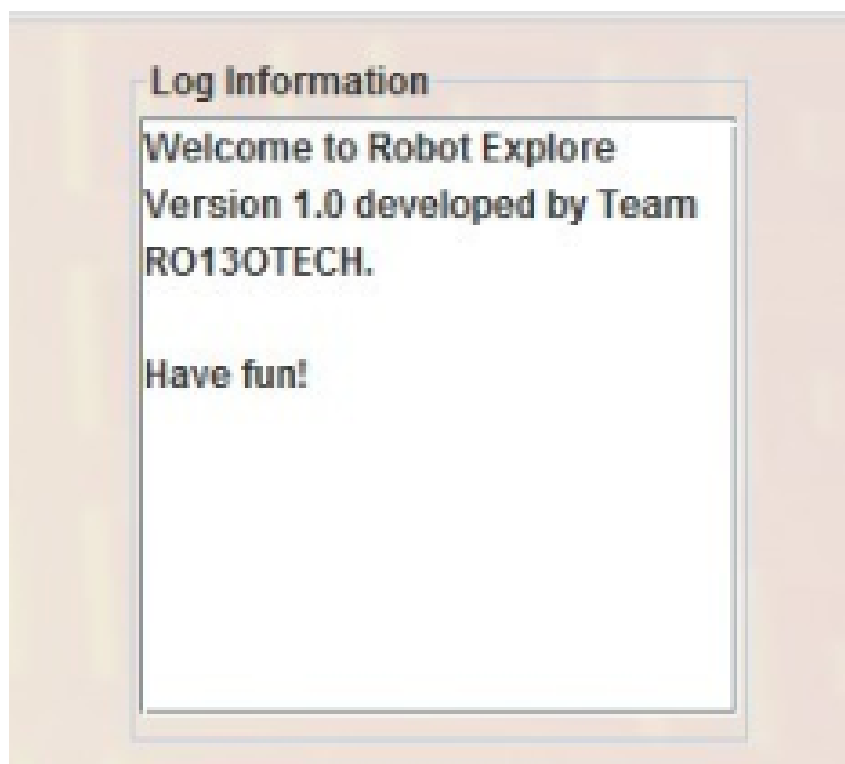 Log Information
Welcome to Robot Explore
Version 1.0 developed by Team
RO13OTECH.
Have fun!